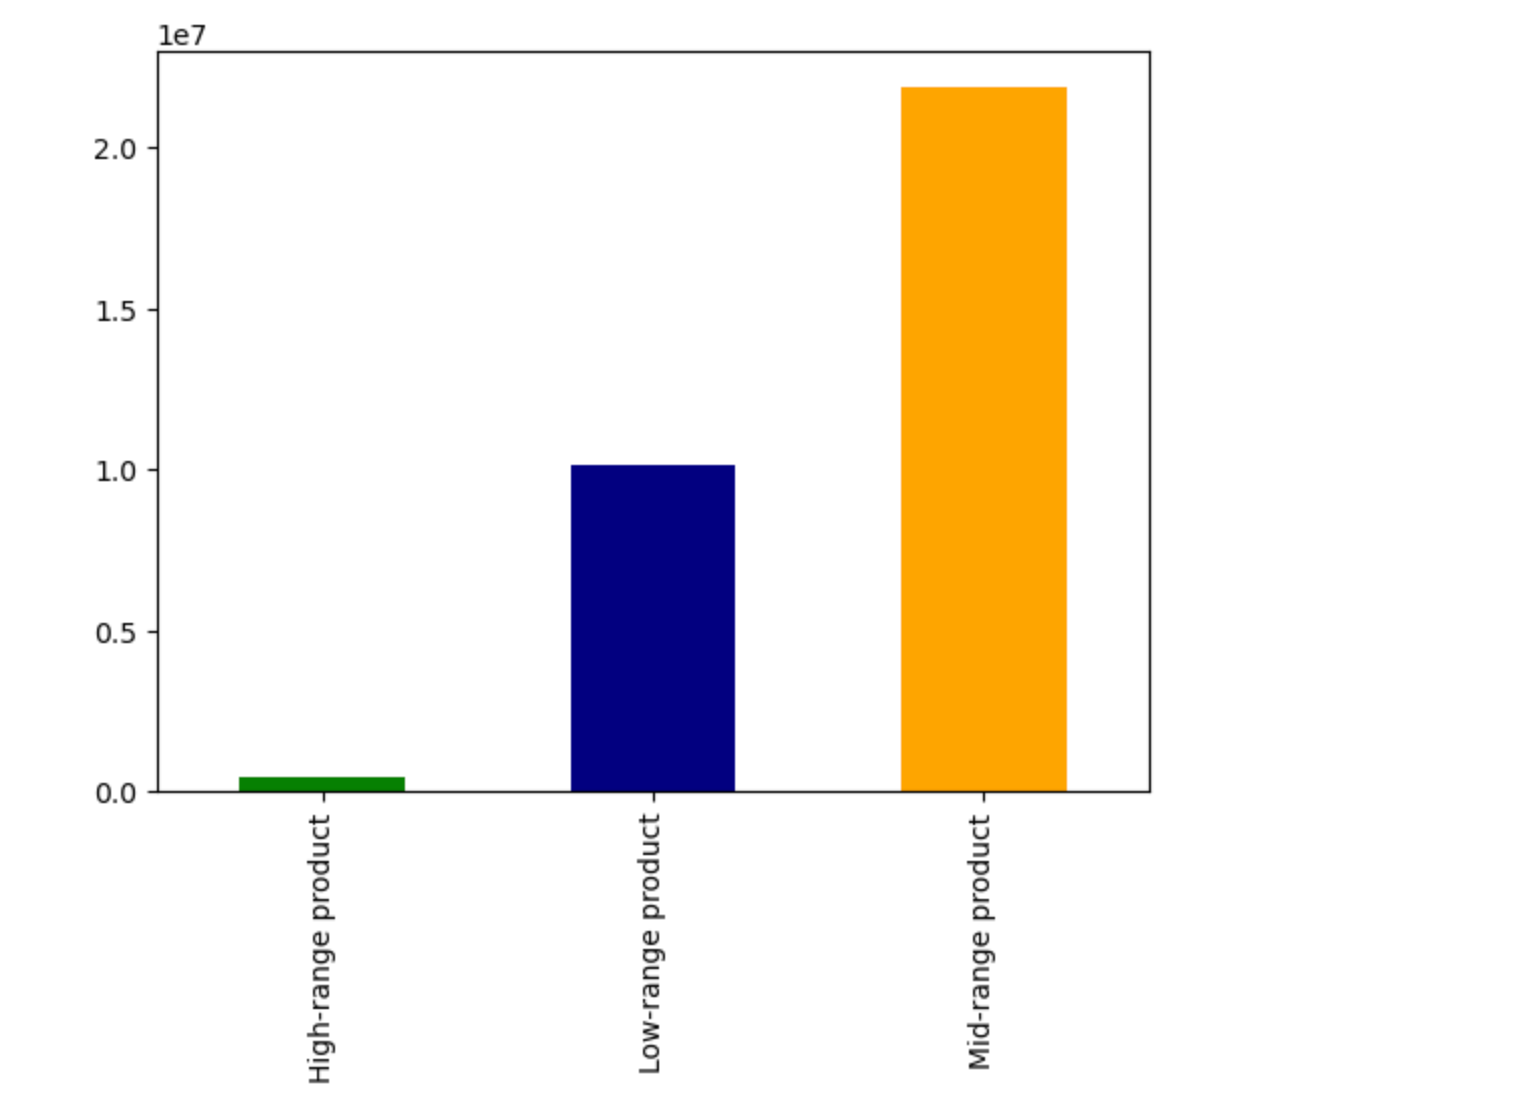 1e7
2.0
1.5
1.0
0.5
0.0
High-range product
Low-range product
Mid-range product